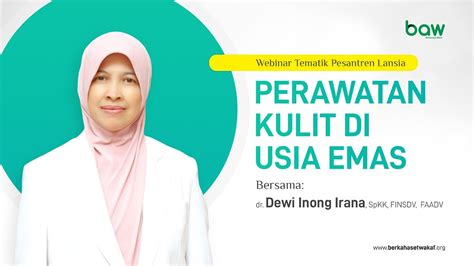 baw
Webinar Tematik Pesantren Lansia
PERAWATAN
KULIT DI
USIA EMAS
Bersama:
dr. Dewi Inong Irana, SpKK, FINSDV, FAADV
www.berkahasetwakaf.org